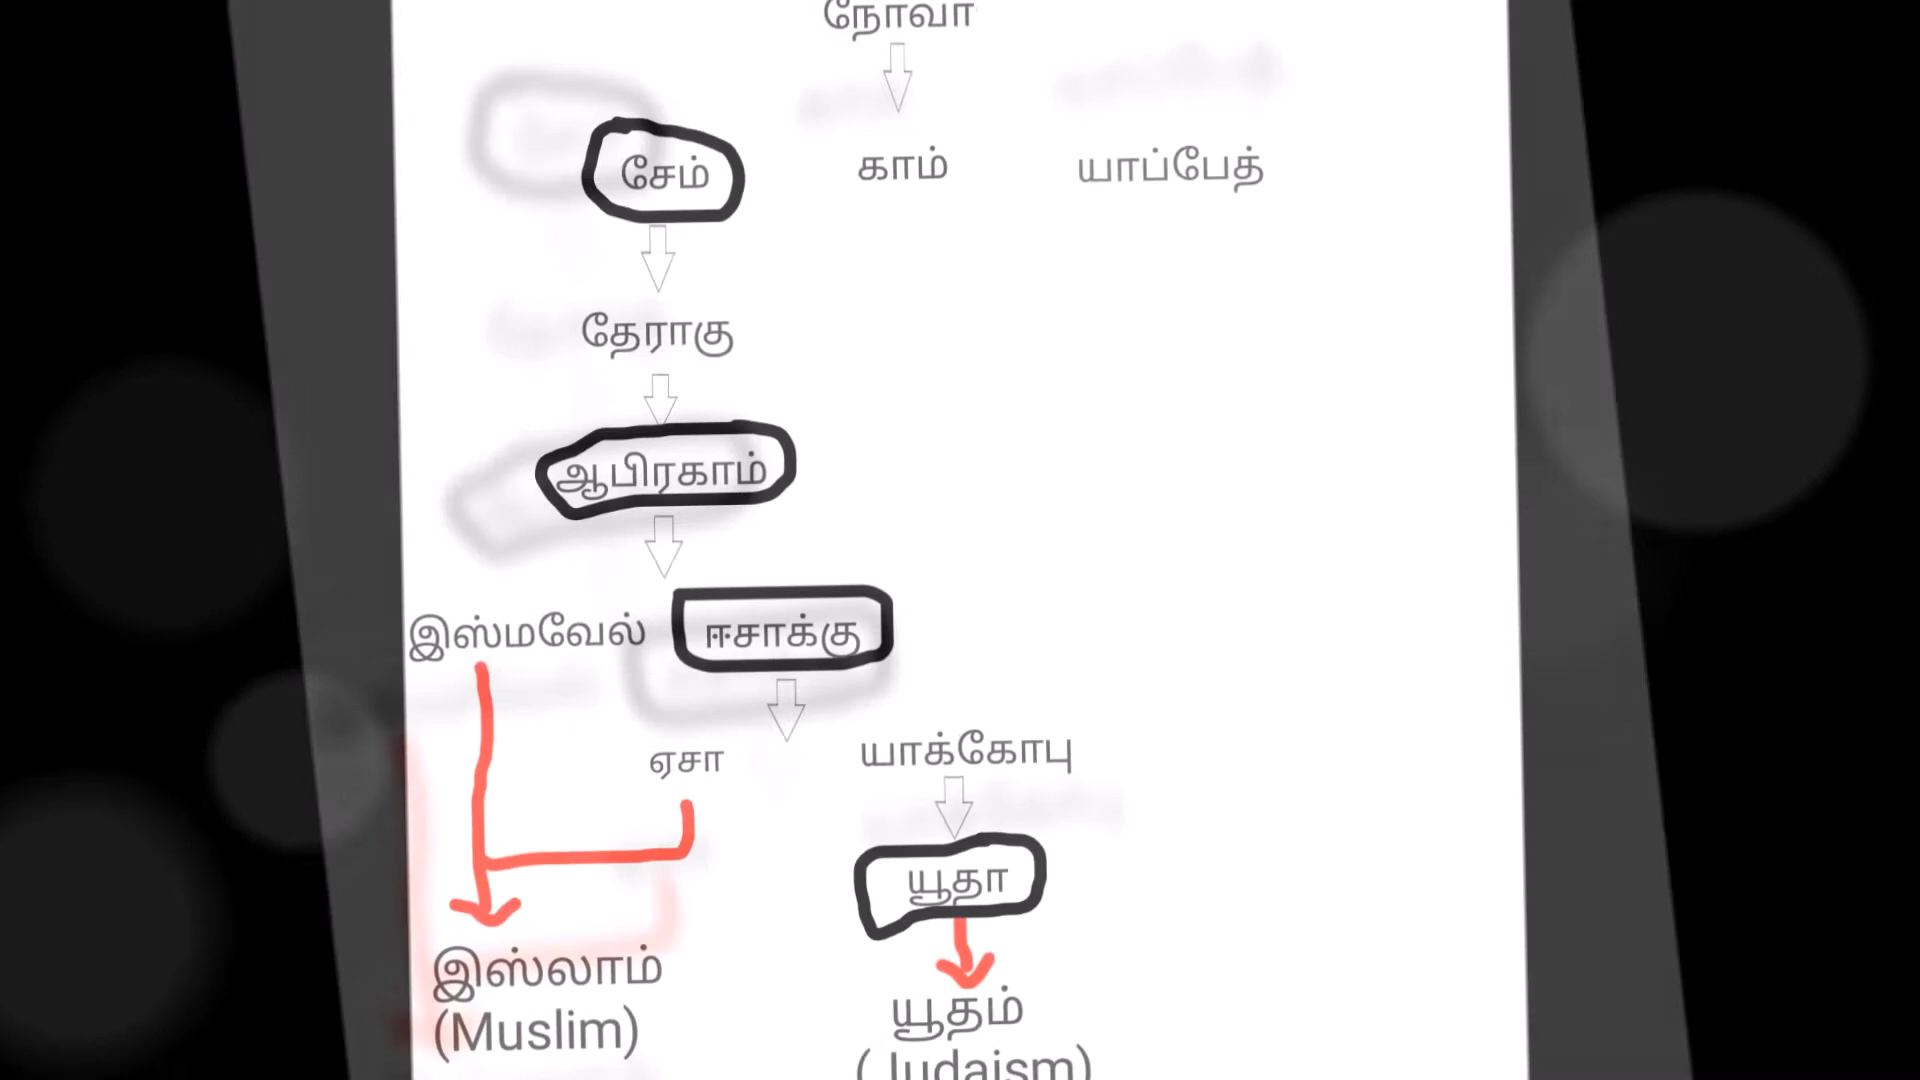 நோவா
சேம் காம் யாப்பேத்
தேராகு
ஆபிரகாம்
இஸ்மவேல் ஈசாக்கு
ஏசா யாக்கோபு
யூதா
இஸ்லாம் யூதம்
(Muslim) (Judaism)